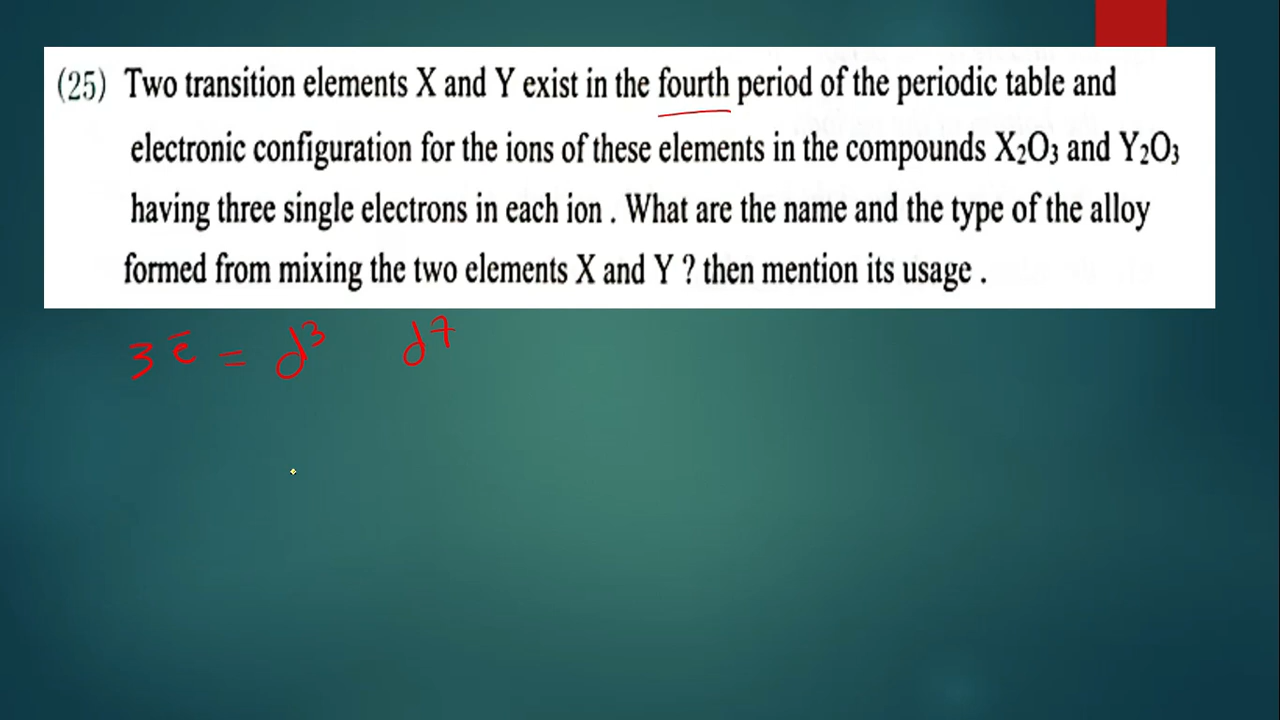 (25) Two transition elements X and Y exist in the fourth period of the periodic table and
electronic configuration for the ions of these elements in the compounds X₂O₃ and Y₂O₃
having three single electrons in each ion . What are the name and the type of the alloy
formed from mixing the two elements X and Y ? then mention its usage .
3 e̅ = d³ d⁷